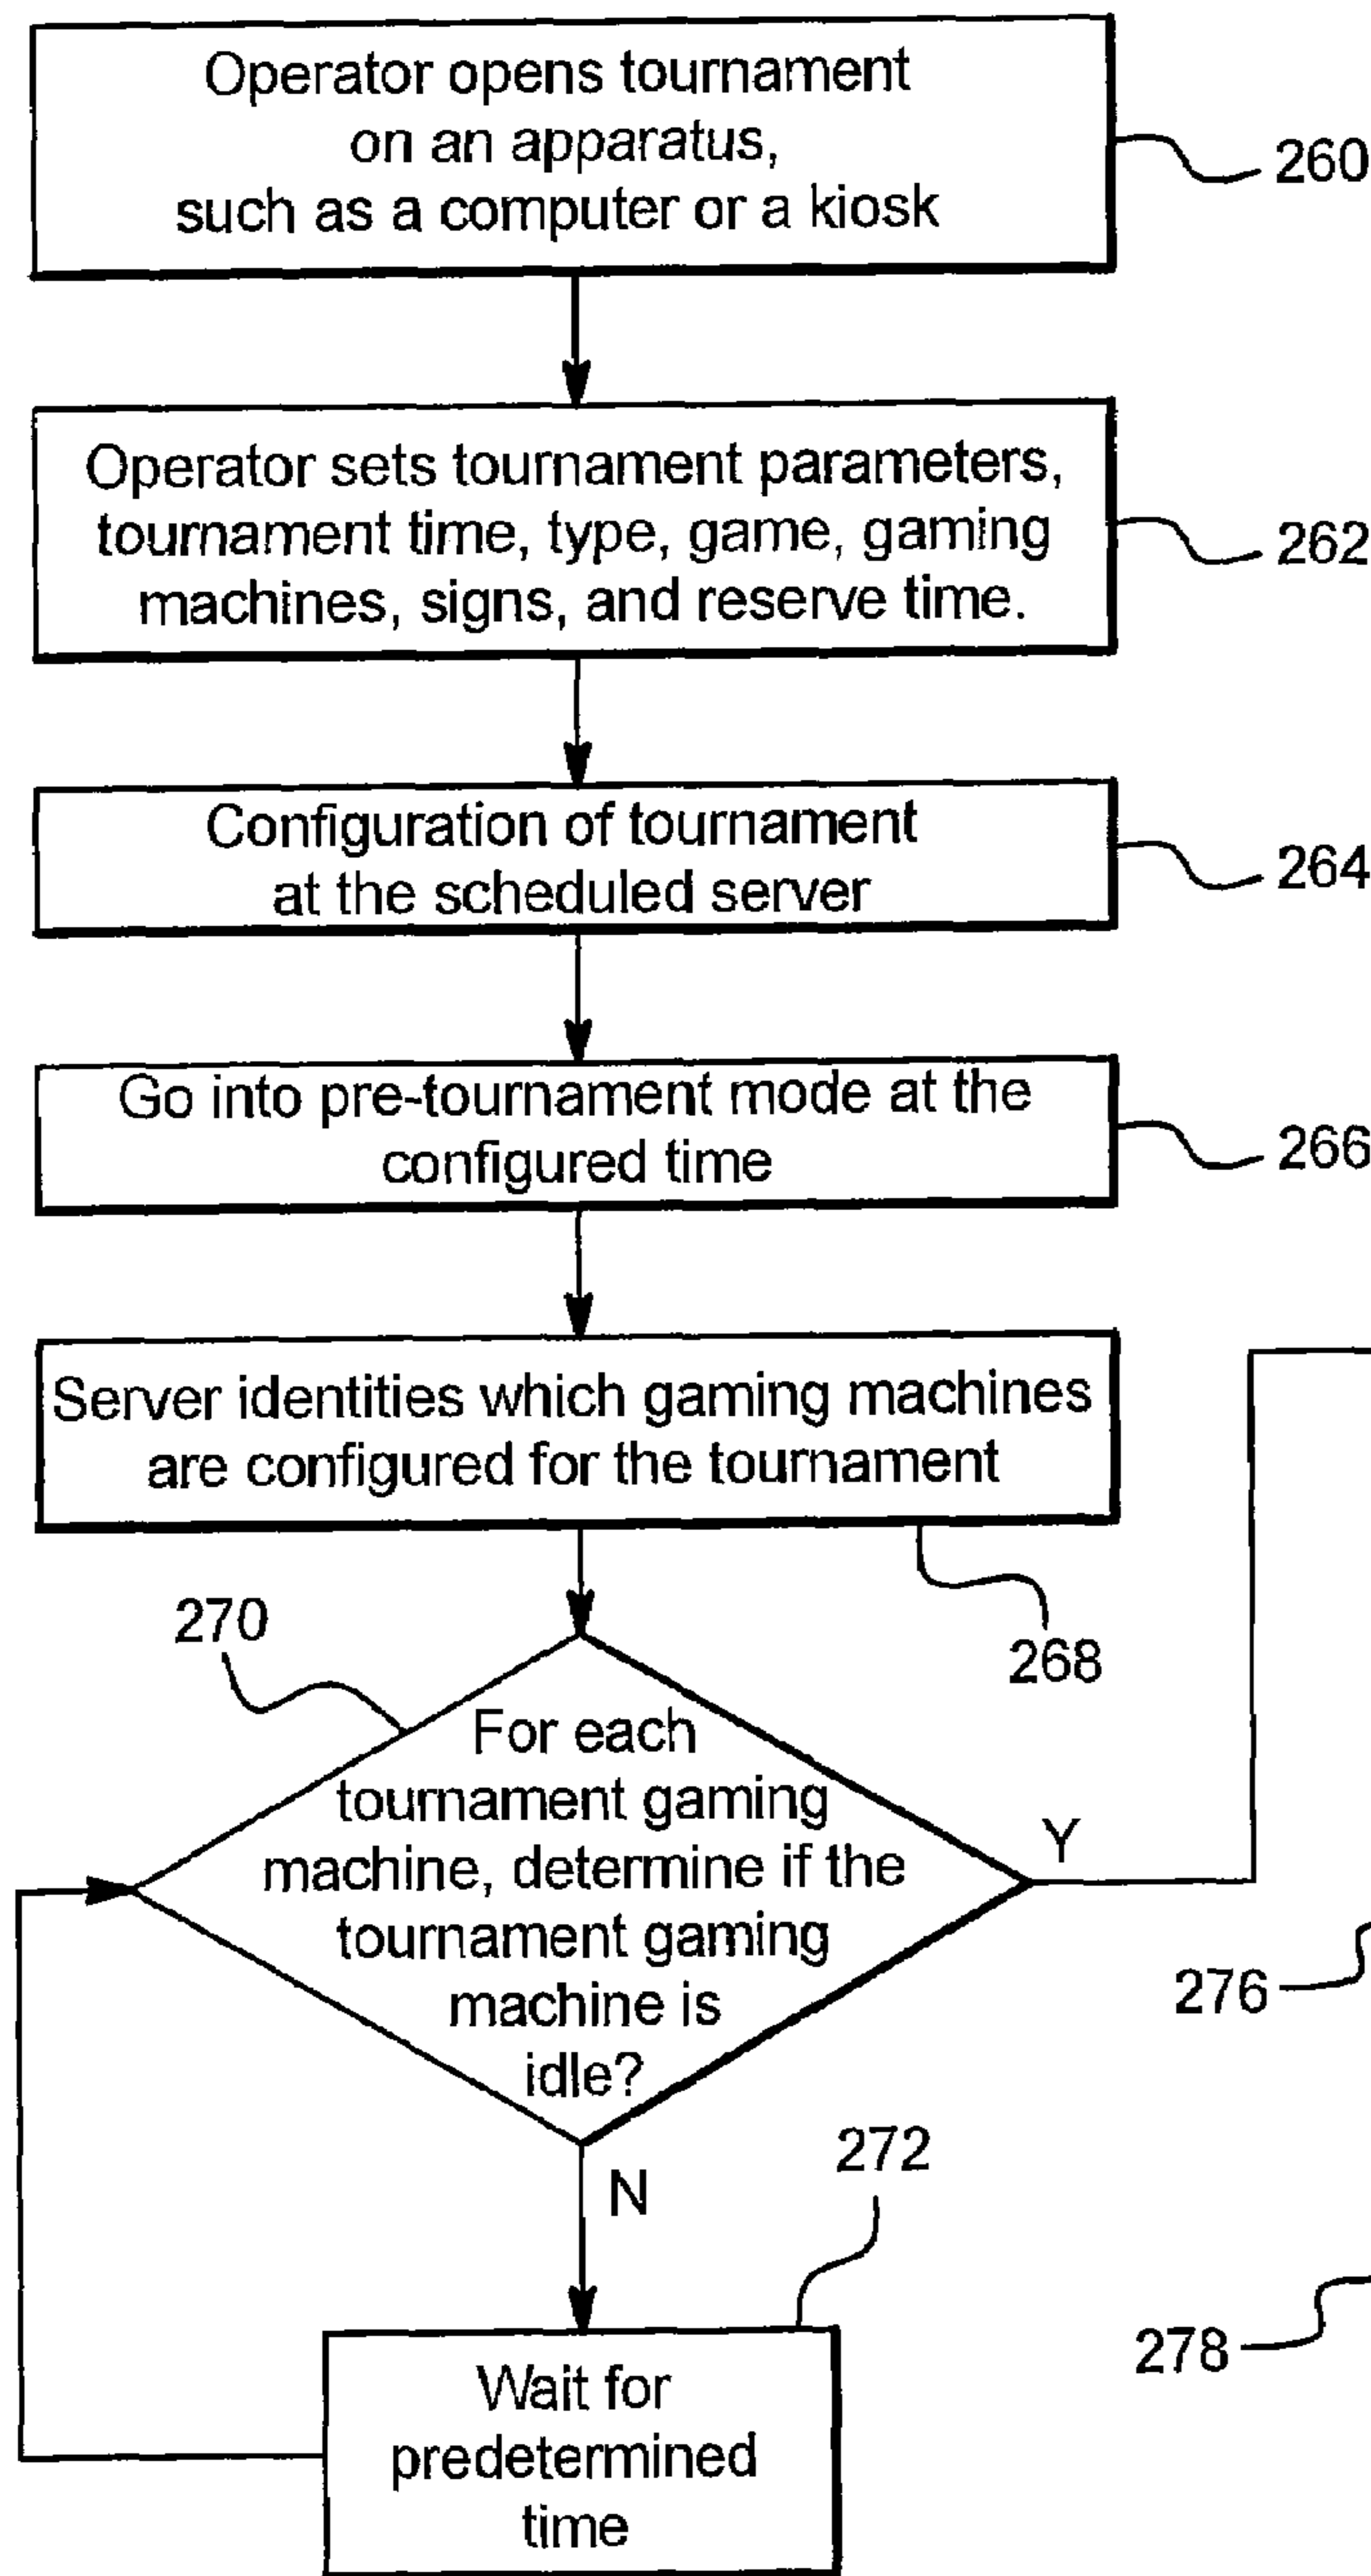 Operator opens tournament
on an apparatus,
such as a computer or a kiosk
260
Operator sets tournament parameters,
tournament time, type, game, gaming
machines, signs, and reserve time.
262
Configuration of tournament
at the scheduled server
264
Go into pre-tournament mode at the
configured time
266
Server identities which gaming machines
are configured for the tournament
268
270
For each
tournament gaming
machine, determine if the
tournament gaming
machine is
idle?
Y
N
276
272
278
Wait for
predetermined
time